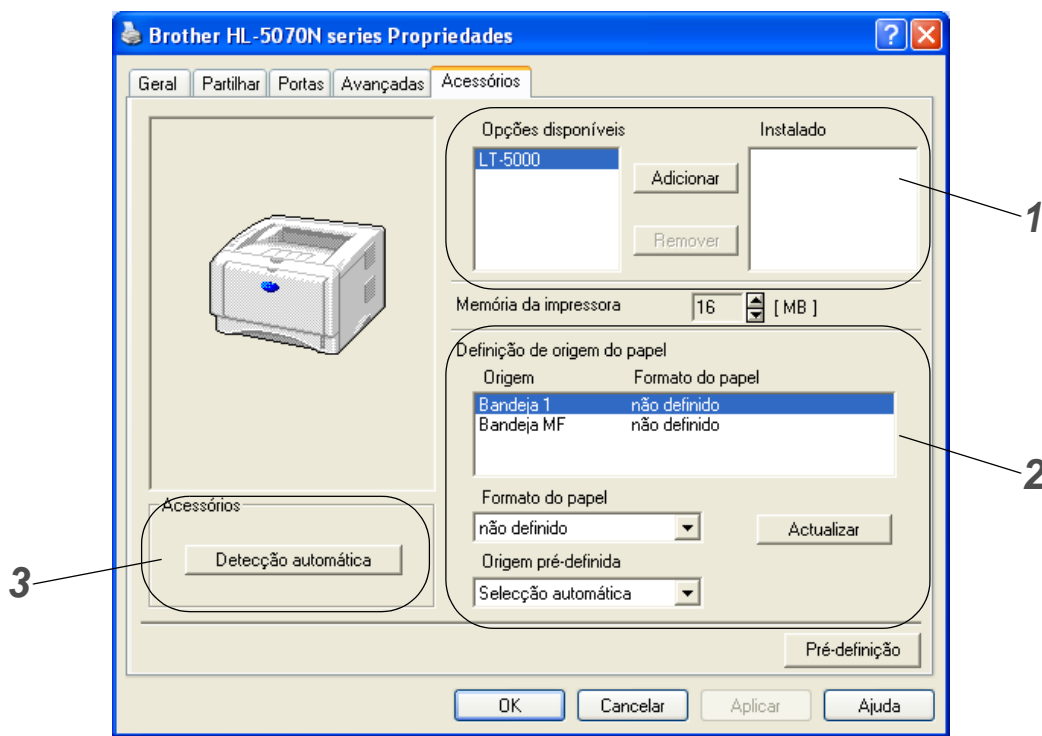 Brother HL-5070N series Propriedades
Geral Partilhar Portas Avançadas Acessórios
Opções disponíveis Instalado
LT-5000
Adicionar
1
Remover
Memória da impressora 16 [ MB ]
Definição de origem do papel
Origem Formato do papel
Bandeja 1 não definido
Bandeja MF não definido
2
Formato do papel
não definido Actualizar
Origem pré-definida
Selecção automática
Acessórios
Detecção automática
3
Pré-definição
OK Cancelar Aplicar Ajuda